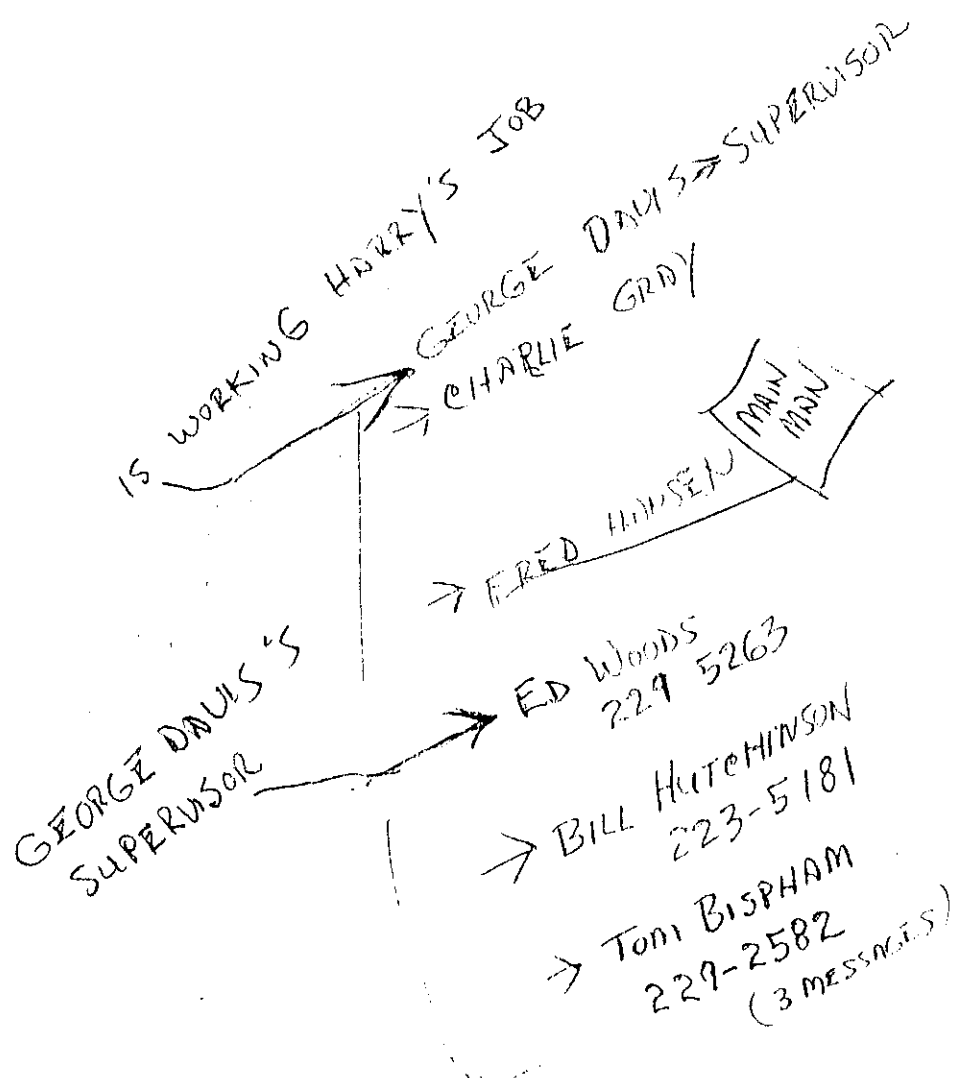 IS WORKING HARRY'S JOB
GEORGE DAVIS → SUPERVISOR
→ CHARLIE GRAY
MAIN
MAN
→ FRED HANSEN
GEORGE DAVIS'S
SUPERVISOR
ED WOODS
229 5263
→ BILL HUTCHINSON
223-5181
→ TOM BISPHAM
229-2582
(3 MESSAGES)